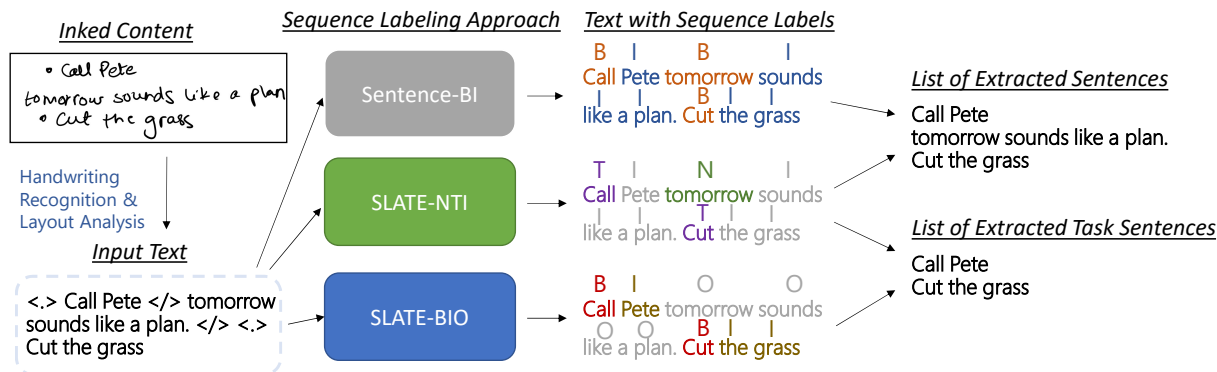 Inked Content
• Call Pete
tomorrow sounds like a plan
• Cut the grass
Handwriting
Recognition &
Layout Analysis
Input Text
<.> Call Pete </> tomorrow
sounds like a plan. </> <.>
Cut the grass
Sequence Labeling Approach
Sentence-BI
SLATE-NTI
SLATE-BIO
Text with Sequence Labels
B I B I
Call Pete tomorrow sounds
I I B I I
like a plan. Cut the grass
T I N I
Call Pete tomorrow sounds
I I T I I
like a plan. Cut the grass
B I O O
Call Pete tomorrow sounds
O O B I I
like a plan. Cut the grass
List of Extracted Sentences
Call Pete
tomorrow sounds like a plan.
Cut the grass
List of Extracted Task Sentences
Call Pete
Cut the grass